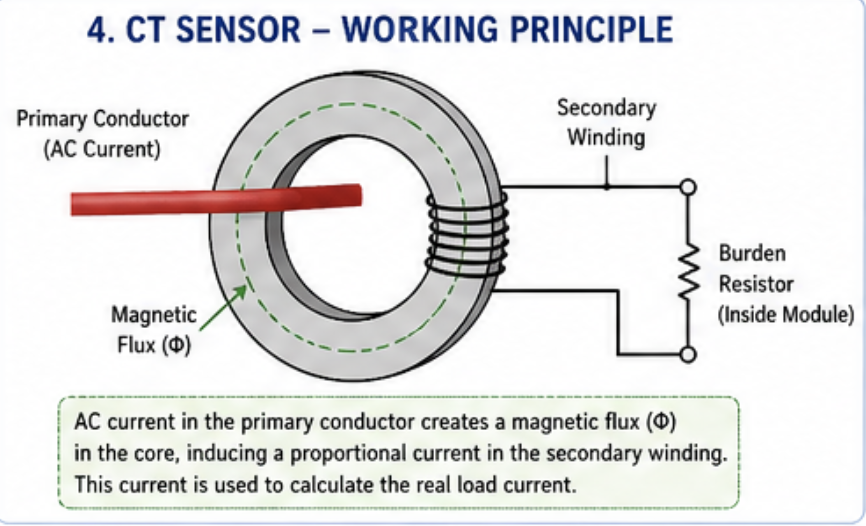 4. CT SENSOR – WORKING PRINCIPLE
Primary Conductor
(AC Current)
Secondary
Winding
Burden
Resistor
(Inside Module)
Magnetic
Flux (Φ)
AC current in the primary conductor creates a magnetic flux (Φ)
in the core, inducing a proportional current in the secondary winding.
This current is used to calculate the real load current.